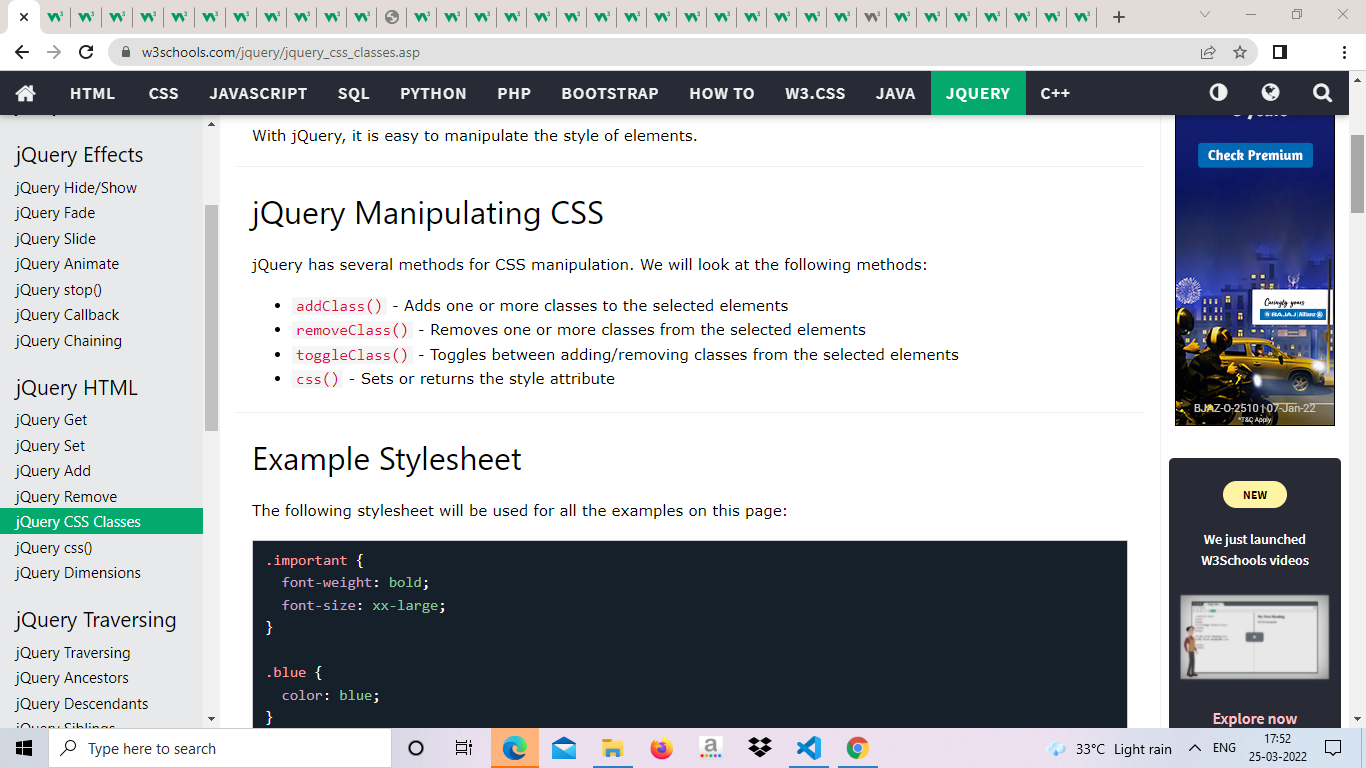 w3schools.com/jquery/jquery_css_classes.asp
HTML CSS JAVASCRIPT SQL PYTHON PHP BOOTSTRAP HOW TO W3.CSS JAVA JQUERY C++
jQuery Effects
jQuery Hide/Show
jQuery Fade
jQuery Slide
jQuery Animate
jQuery stop()
jQuery Callback
jQuery Chaining
jQuery HTML
jQuery Get
jQuery Set
jQuery Add
jQuery Remove
jQuery CSS Classes
jQuery css()
jQuery Dimensions
jQuery Traversing
jQuery Traversing
jQuery Ancestors
jQuery Descendants
jQuery Siblings
With jQuery, it is easy to manipulate the style of elements.
jQuery Manipulating CSS
jQuery has several methods for CSS manipulation. We will look at the following methods:
addClass() - Adds one or more classes to the selected elements
removeClass() - Removes one or more classes from the selected elements
toggleClass() - Toggles between adding/removing classes from the selected elements
css() - Sets or returns the style attribute
Example Stylesheet
The following stylesheet will be used for all the examples on this page:
.important {
font-weight: bold;
font-size: xx-large;
}
.blue {
color: blue;
}
Check Premium
Caringly yours
BAJAJ Allianz
BJAZ-O-2510 | 07-Jan-22
*T&C Apply
NEW
We just launched
W3Schools videos
Explore now
Type here to search
33°C Light rain
ENG
17:52
25-03-2022